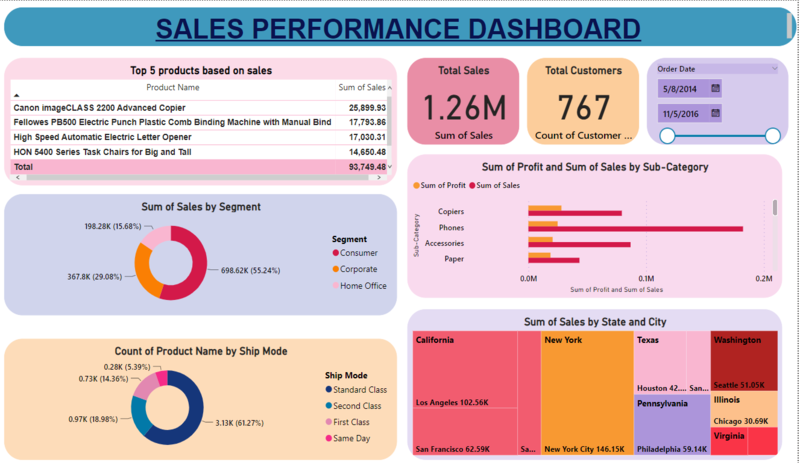 SALES PERFORMANCE DASHBOARD
Top 5 products based on sales
Product Name Sum of Sales
Canon imageCLASS 2200 Advanced Copier 25,899.93
Fellowes PB500 Electric Punch Plastic Comb Binding Machine with Manual Bind 17,793.86
High Speed Automatic Electric Letter Opener 17,030.31
HON 5400 Series Task Chairs for Big and Tall 14,650.48
Total 93,749.48
Total Sales
1.26M
Sum of Sales
Total Customers
767
Count of Customer ...
Order Date
5/8/2014
11/5/2016
Sum of Sales by Segment
198.28K (15.68%)
367.8K (29.08%)
698.62K (55.24%)
Segment
Consumer
Corporate
Home Office
Sum of Profit and Sum of Sales by Sub-Category
Sum of Profit Sum of Sales
Sub-Category
Copiers
Phones
Accessories
Paper
0.0M 0.1M 0.2M
Sum of Profit and Sum of Sales
Count of Product Name by Ship Mode
0.28K (5.39%)
0.73K (14.36%)
0.97K (18.98%)
3.13K (61.27%)
Ship Mode
Standard Class
Second Class
First Class
Same Day
Sum of Sales by State and City
California
Los Angeles 102.56K
San Francisco 62.59K
Sa...
New York
New York City 146.15K
Texas
Houston 42....
San...
Pennsylvania
Philadelphia 59.14K
Washington
Seattle 51.05K
Illinois
Chicago 30.69K
Virginia